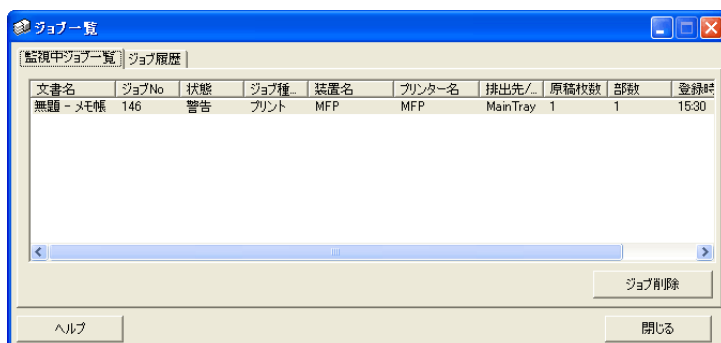 ジョブ一覧
監視中ジョブ一覧 ジョブ履歴
文書名 ジョブNo 状態 ジョブ種... 装置名 プリンター名 排出先/... 原稿枚数 部数 登録時
無題 - メモ帳 146 警告 プリント MFP MFP MainTray 1 1 15:30
ジョブ削除
ヘルプ 閉じる